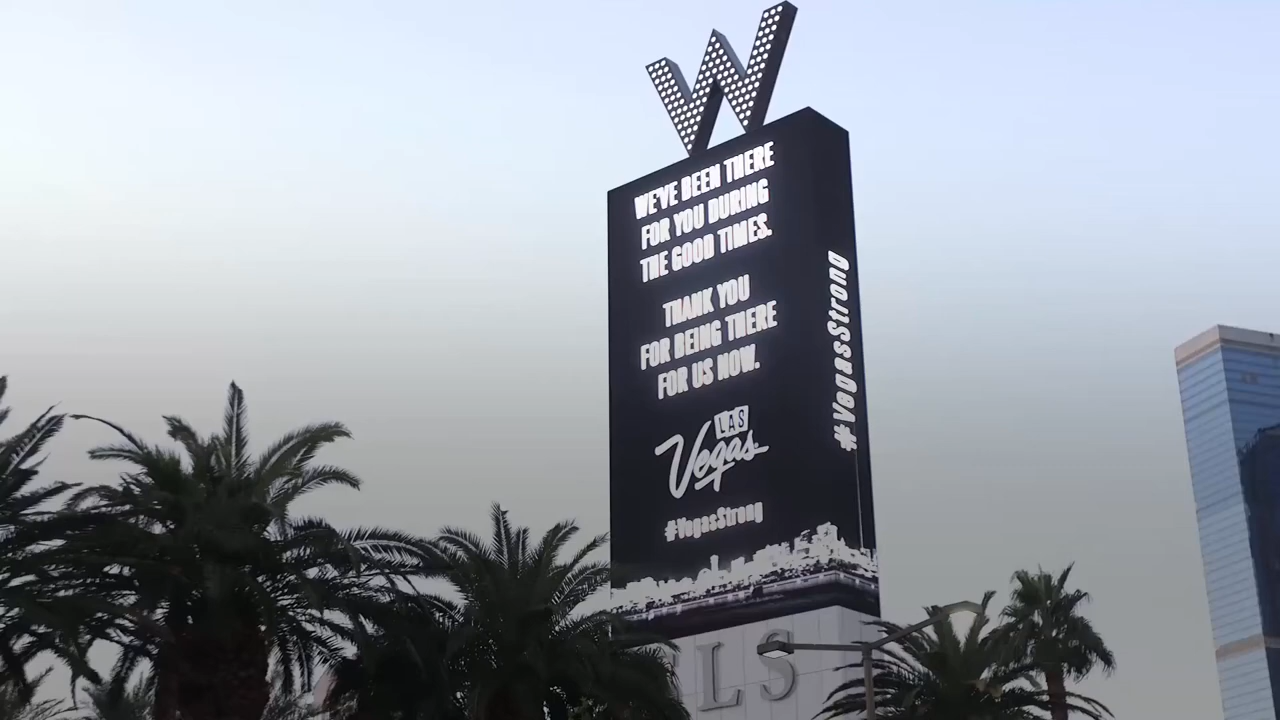 W
WE'VE BEEN THERE
FOR YOU DURING
THE GOOD TIMES.
THANK YOU
FOR BEING THERE
FOR US NOW.
LAS
Vegas
#VegasStrong
#VegasStrong
LS